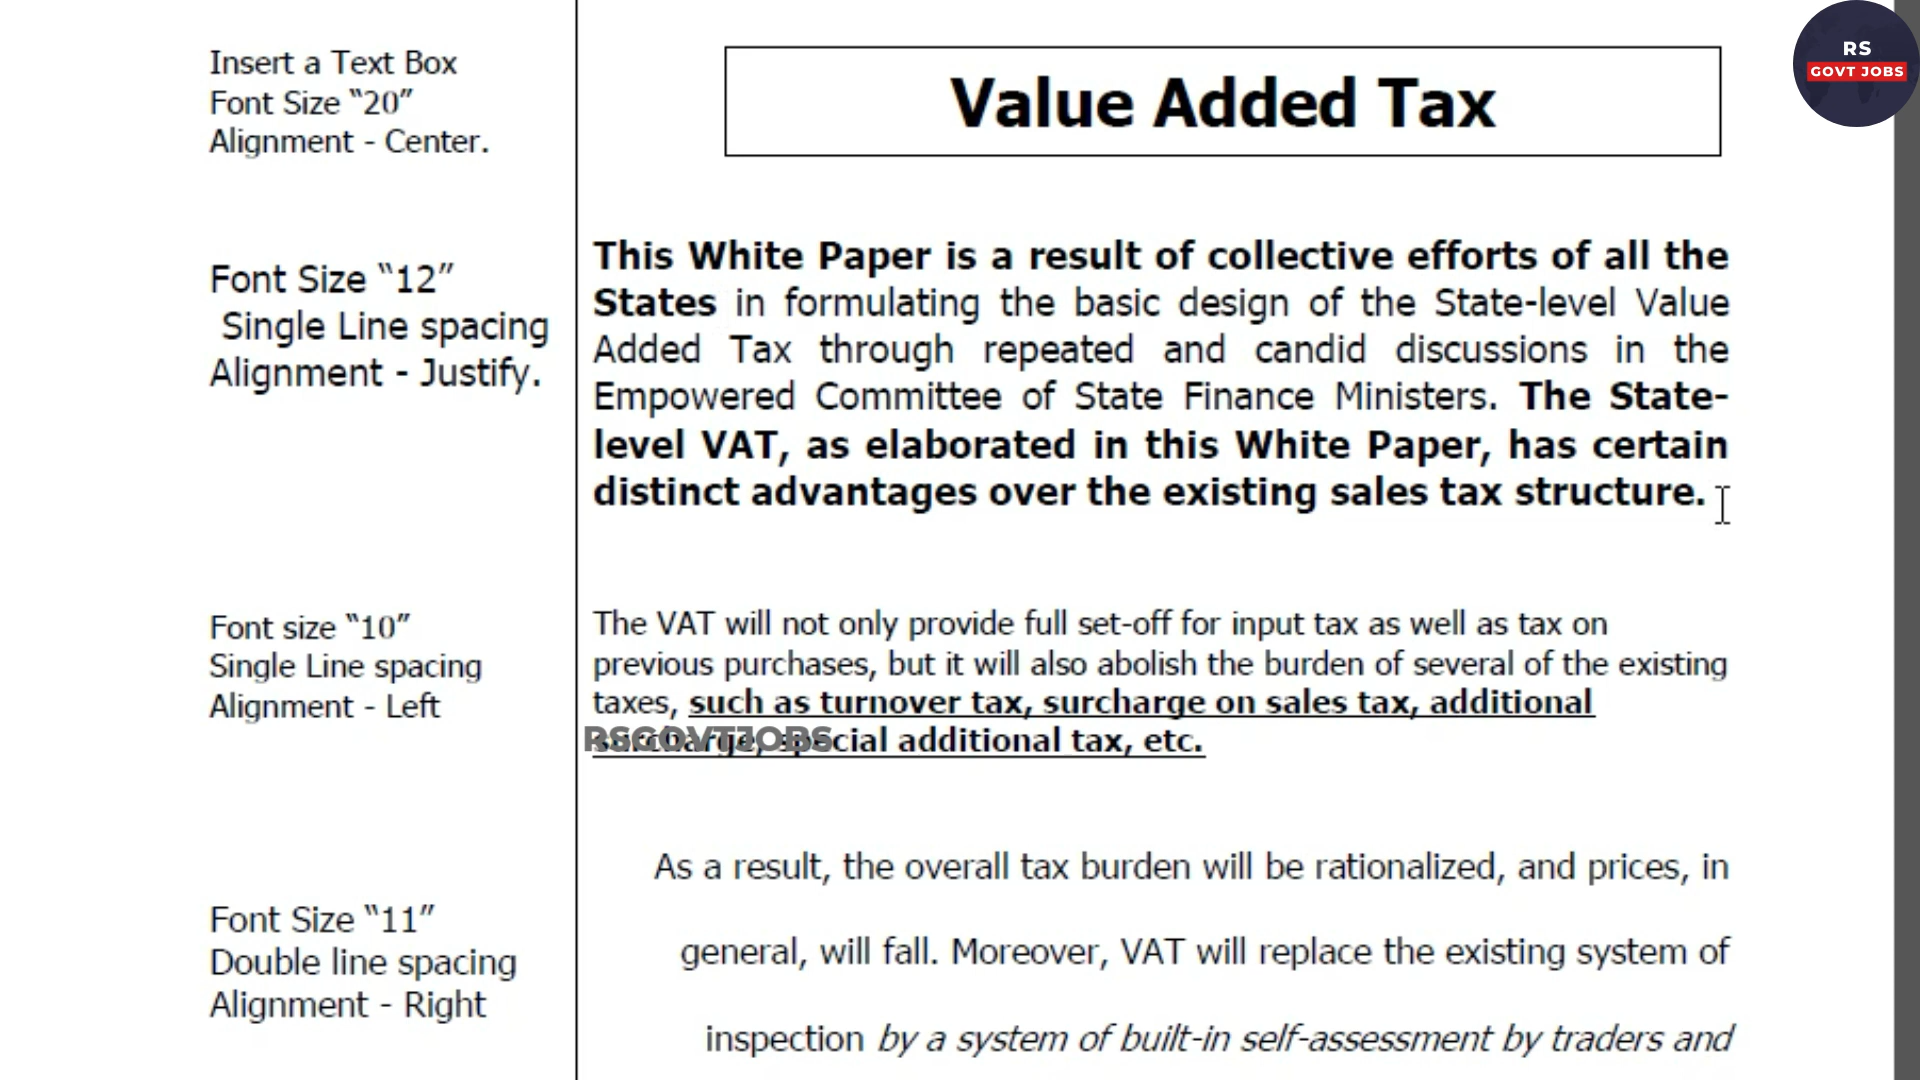 RS
GOVT JOBS
Insert a Text Box
Font Size “20”
Alignment - Center.
Value Added Tax
Font Size “12”
Single Line spacing
Alignment - Justify.
This White Paper is a result of collective efforts of all the
States in formulating the basic design of the State-level Value
Added Tax through repeated and candid discussions in the
Empowered Committee of State Finance Ministers. The State-
level VAT, as elaborated in this White Paper, has certain
distinct advantages over the existing sales tax structure.
Font size “10”
Single Line spacing
Alignment - Left
The VAT will not only provide full set-off for input tax as well as tax on
previous purchases, but it will also abolish the burden of several of the existing
taxes, such as turnover tax, surcharge on sales tax, additional
surcharge, special additional tax, etc.
RSGOVTJOBS
Font Size “11”
Double line spacing
Alignment - Right
As a result, the overall tax burden will be rationalized, and prices, in
general, will fall. Moreover, VAT will replace the existing system of
inspection by a system of built-in self-assessment by traders and